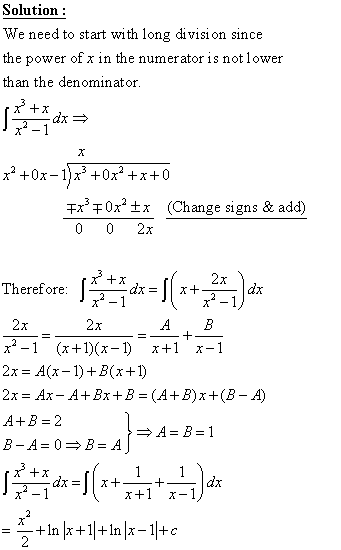 Solution :
We need to start with long division since
the power of x in the numerator is not lower
than the denominator.
∫ (x³ + x)/(x² − 1) dx ⇒
x
x² + 0x − 1)x³ + 0x² + x + 0
∓x³ ∓ 0x² ± x (Change signs & add)
0 0 2x
Therefore: ∫ (x³ + x)/(x² − 1) dx = ∫ (x + 2x/(x² − 1)) dx
2x/(x² − 1) = 2x/((x + 1)(x − 1)) = A/(x + 1) + B/(x − 1)
2x = A(x − 1) + B(x + 1)
2x = Ax − A + Bx + B = (A + B)x + (B − A)
A + B = 2
B − A = 0 ⇒ B = A } ⇒ A = B = 1
∫ (x³ + x)/(x² − 1) dx = ∫ (x + 1/(x + 1) + 1/(x − 1)) dx
= x²/2 + ln|x + 1| + ln|x − 1| + c